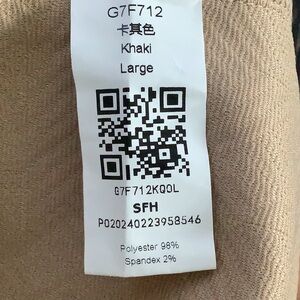 G7F712
卡其色
Khaki
Large
G7F712KQ0L
SFH
P020240223958546
Polyester 98%
Spandex 2%